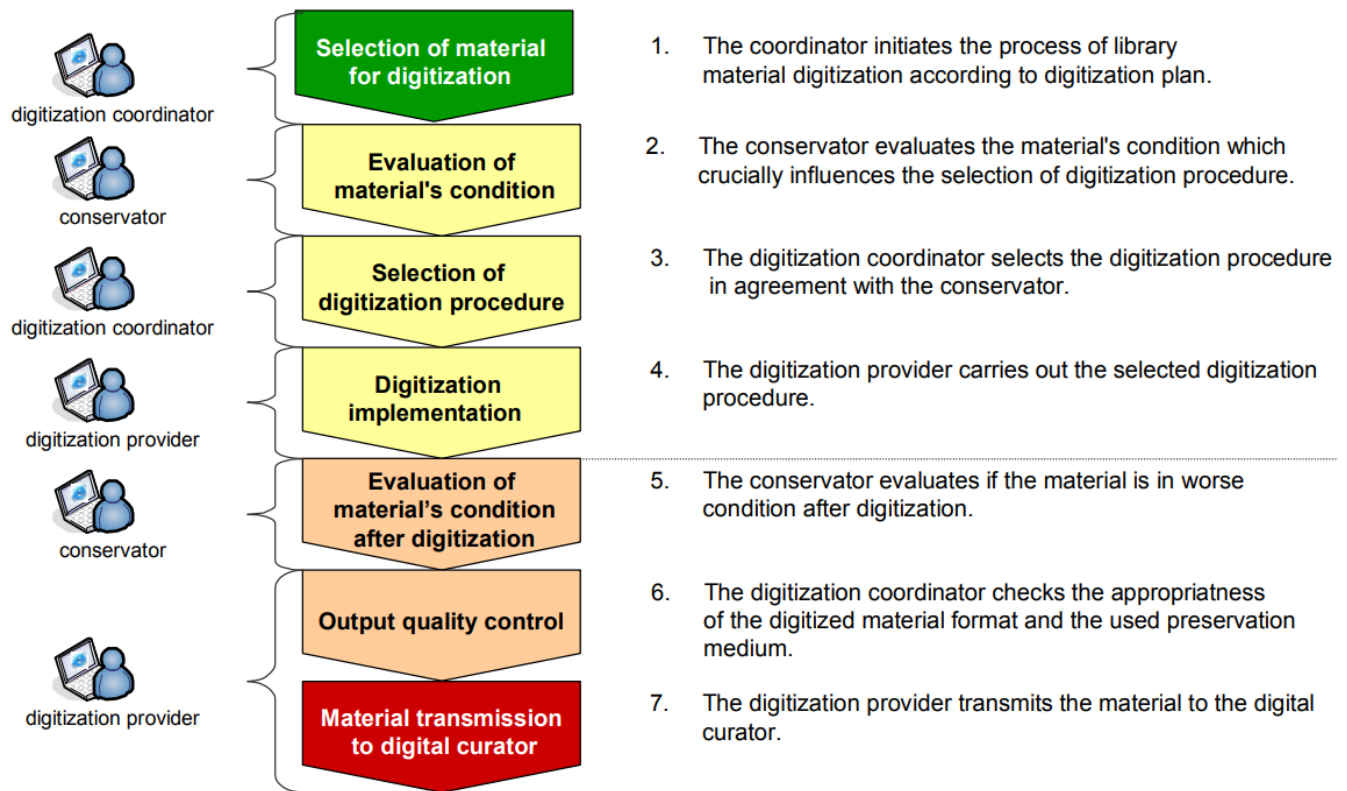 digitization coordinator
Selection of material
for digitization
1. The coordinator initiates the process of library
material digitization according to digitization plan.
conservator
Evaluation of
material's condition
2. The conservator evaluates the material's condition which
crucially influences the selection of digitization procedure.
digitization coordinator
Selection of
digitization procedure
3. The digitization coordinator selects the digitization procedure
in agreement with the conservator.
digitization provider
Digitization
implementation
4. The digitization provider carries out the selected digitization
procedure.
conservator
Evaluation of
material’s condition
after digitization
5. The conservator evaluates if the material is in worse
condition after digitization.
digitization provider
Output quality control
6. The digitization coordinator checks the appropriatness
of the digitized material format and the used preservation
medium.
Material transmission
to digital curator
7. The digitization provider transmits the material to the digital
curator.